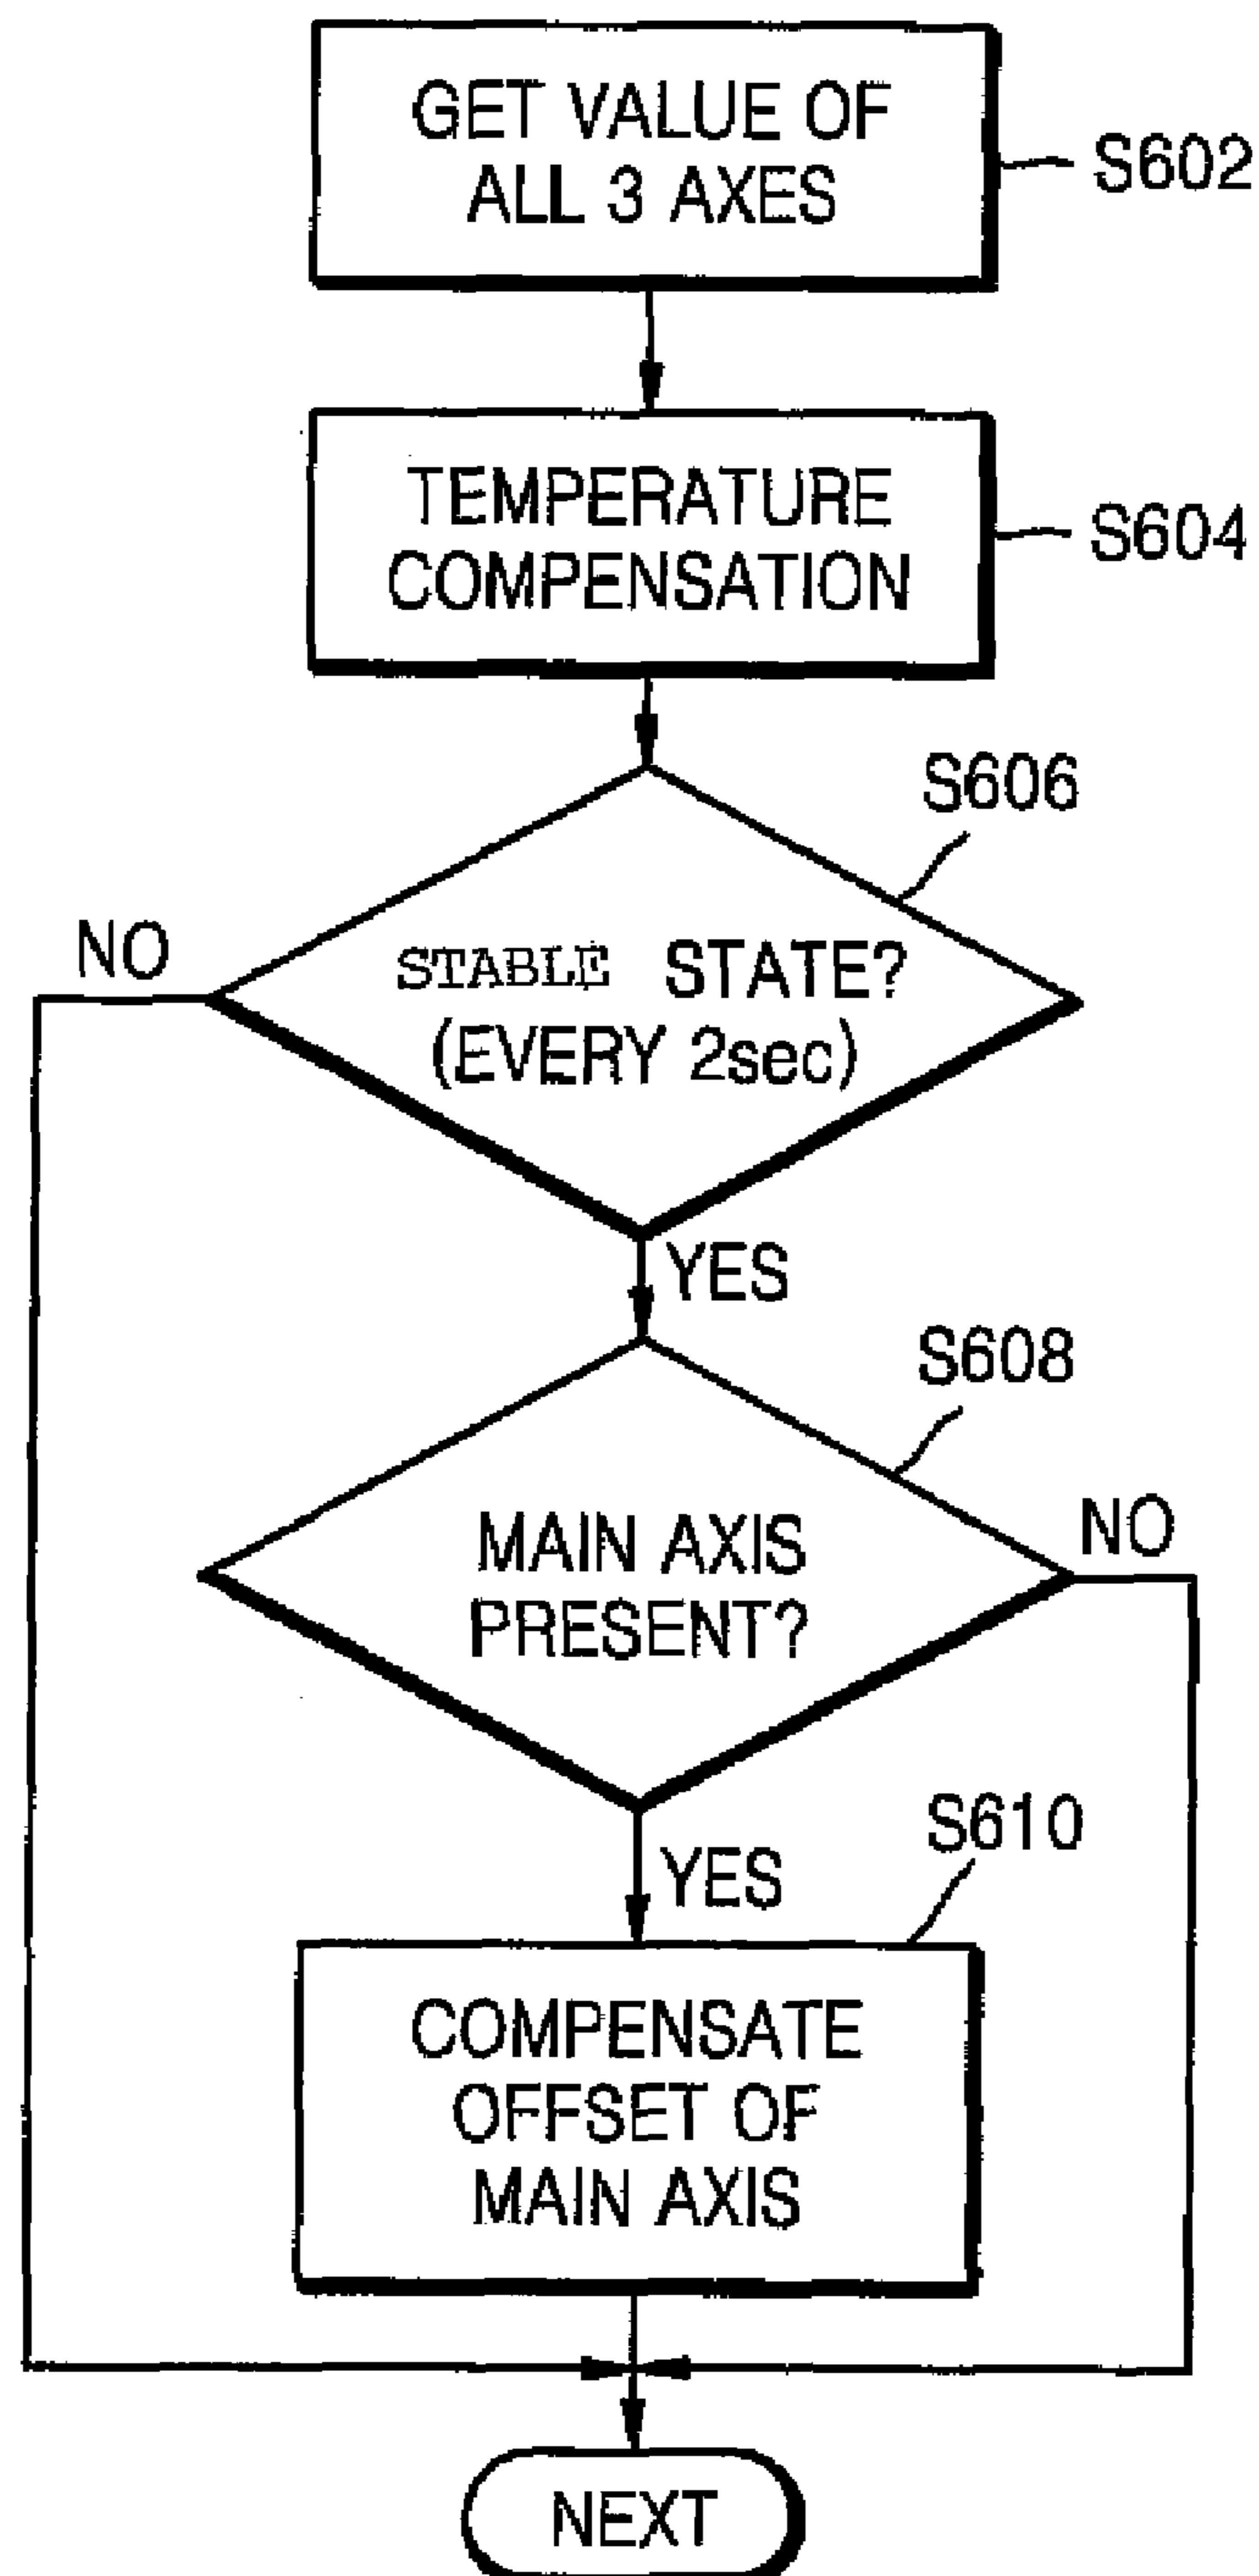 GET VALUE OF
ALL 3 AXES
S602
TEMPERATURE
COMPENSATION
S604
S606
NO
STABLE STATE?
(EVERY 2sec)
YES
S608
MAIN AXIS
PRESENT?
NO
YES
S610
COMPENSATE
OFFSET OF
MAIN AXIS
NEXT